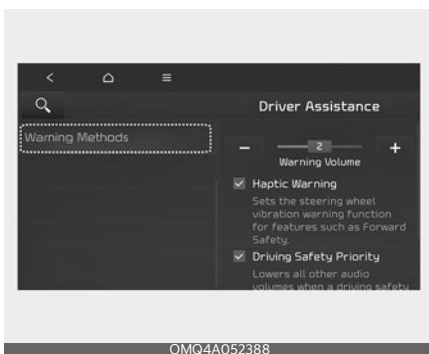 Driver Assistance
Warning Methods
2
Warning Volume
Haptic Warning
Sets the steering wheel
vibration warning function
for features such as Forward
Safety.
Driving Safety Priority
Lowers all other audio
volumes when a driving safety
OMQ4A052388